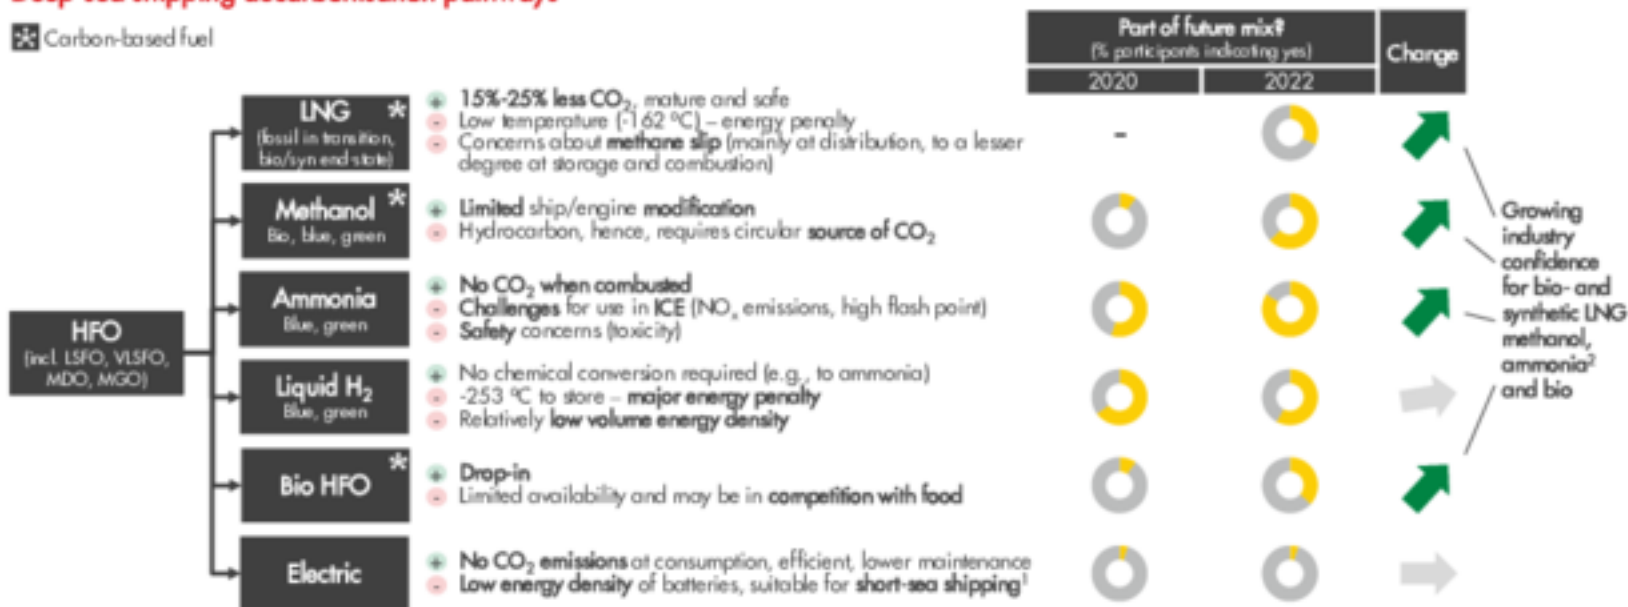 Deep-sea shipping decarbonisation pathways
* Carbon-based fuel
Part of future mix?
(% participants indicating yes)
Change
2020
2022
HFO
(incl. LSFO, VLSFO,
MDO, MGO)
LNG *
(fossil in transition,
bio/syn end-state)
+ 15%-25% less CO₂, mature and safe
- Low temperature (-162 °C) – energy penalty
- Concerns about methane slip (mainly at distribution, to a lesser
degree at storage and combustion)
-
Methanol *
Bio, blue, green
+ Limited ship/engine modification
- Hydrocarbon, hence, requires circular source of CO₂
Ammonia
Blue, green
+ No CO₂ when combusted
- Challenges for use in ICE (NOₓ emissions, high flash point)
- Safety concerns (toxicity)
Liquid H₂
Blue, green
+ No chemical conversion required (e.g., to ammonia)
- -253 °C to store – major energy penalty
- Relatively low volume energy density
Bio HFO *
+ Drop-in
- Limited availability and may be in competition with food
Electric
+ No CO₂ emissions at consumption, efficient, lower maintenance
- Low energy density of batteries, suitable for short-sea shipping¹
Growing
industry
confidence
for bio- and
synthetic LNG
methanol,
ammonia²
and bio